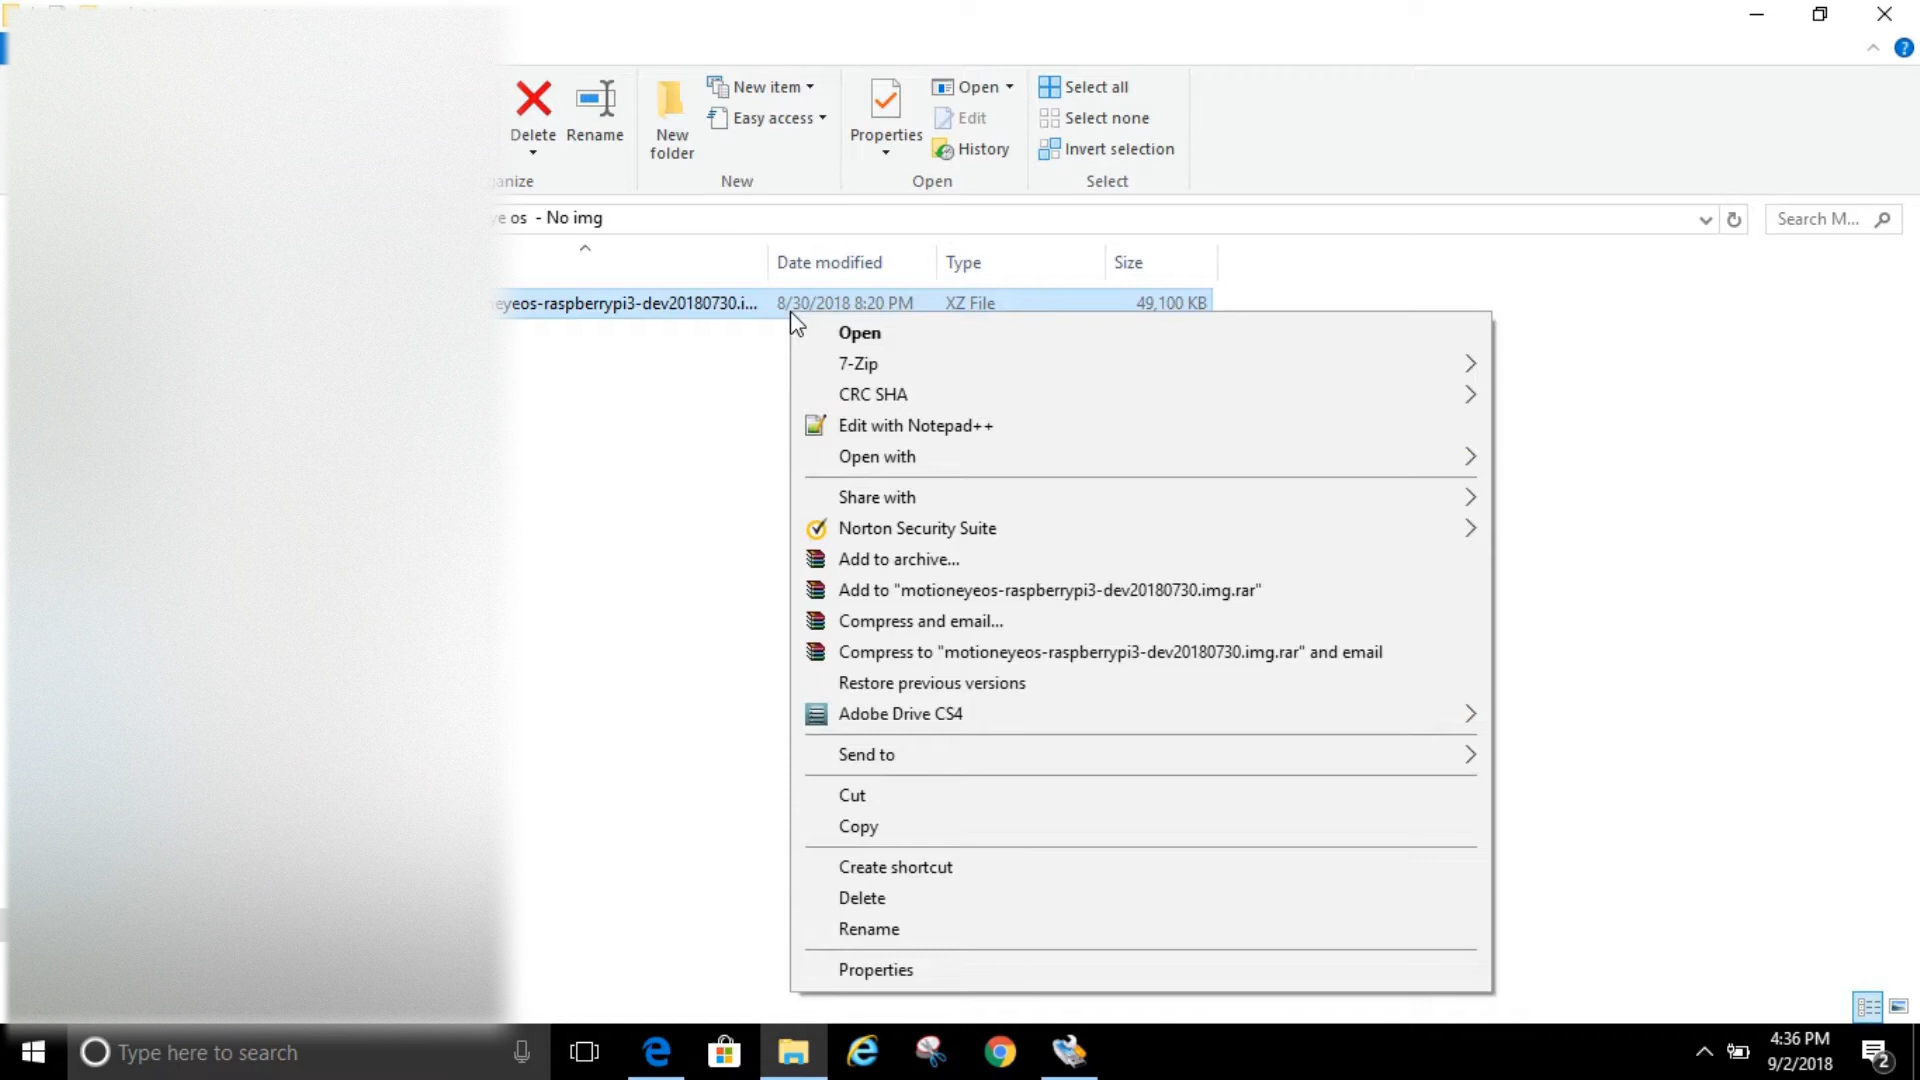 Delete
Rename
New
folder
New item
Easy access
Properties
Open
Edit
History
Select all
Select none
Invert selection
anize
New
Open
Select
ye os - No img
Search M...
Date modified
Type
Size
eyeos-raspberrypi3-dev20180730.i...
8/30/2018 8:20 PM
XZ File
49,100 KB
Open
7-Zip
CRC SHA
Edit with Notepad++
Open with
Share with
Norton Security Suite
Add to archive...
Add to "motioneyeos-raspberrypi3-dev20180730.img.rar"
Compress and email...
Compress to "motioneyeos-raspberrypi3-dev20180730.img.rar" and email
Restore previous versions
Adobe Drive CS4
Send to
Cut
Copy
Create shortcut
Delete
Rename
Properties
Type here to search
4:36 PM
9/2/2018
2